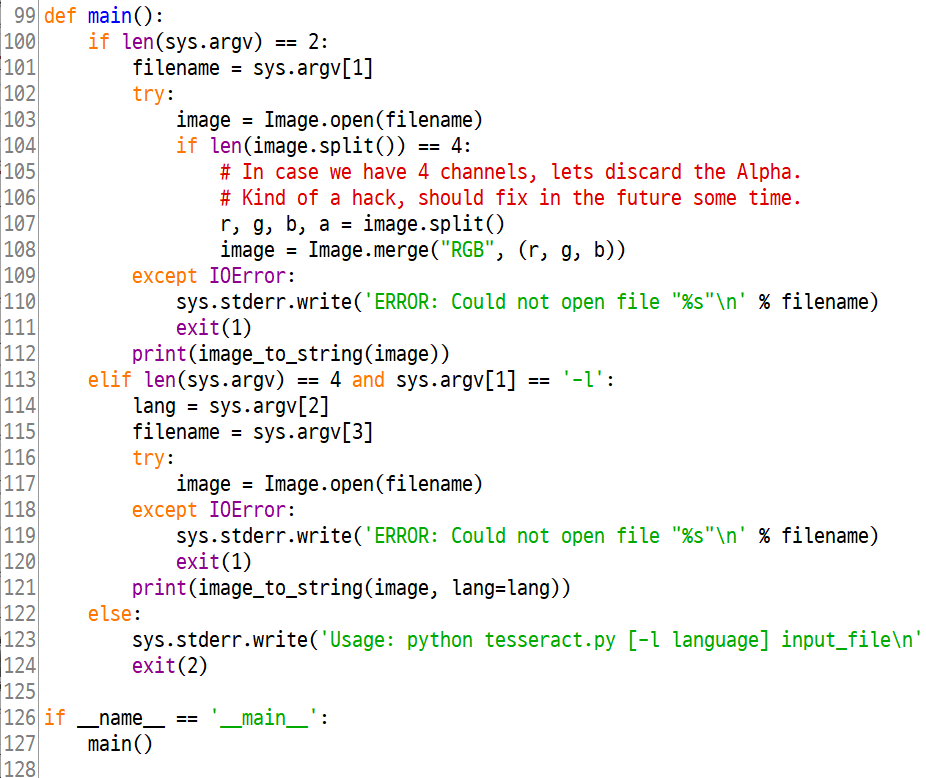 99 def main():
100     if len(sys.argv) == 2:
101         filename = sys.argv[1]
102         try:
103             image = Image.open(filename)
104             if len(image.split()) == 4:
105                 # In case we have 4 channels, lets discard the Alpha.
106                 # Kind of a hack, should fix in the future some time.
107                 r, g, b, a = image.split()
108                 image = Image.merge("RGB", (r, g, b))
109         except IOError:
110             sys.stderr.write('ERROR: Could not open file "%s"\n' % filename)
111             exit(1)
112         print(image_to_string(image))
113     elif len(sys.argv) == 4 and sys.argv[1] == '-l':
114         lang = sys.argv[2]
115         filename = sys.argv[3]
116         try:
117             image = Image.open(filename)
118         except IOError:
119             sys.stderr.write('ERROR: Could not open file "%s"\n' % filename)
120             exit(1)
121         print(image_to_string(image, lang=lang))
122     else:
123         sys.stderr.write('Usage: python tesseract.py [-l language] input_file\n'
124         exit(2)
125
126 if __name__ == '__main__':
127     main()
128